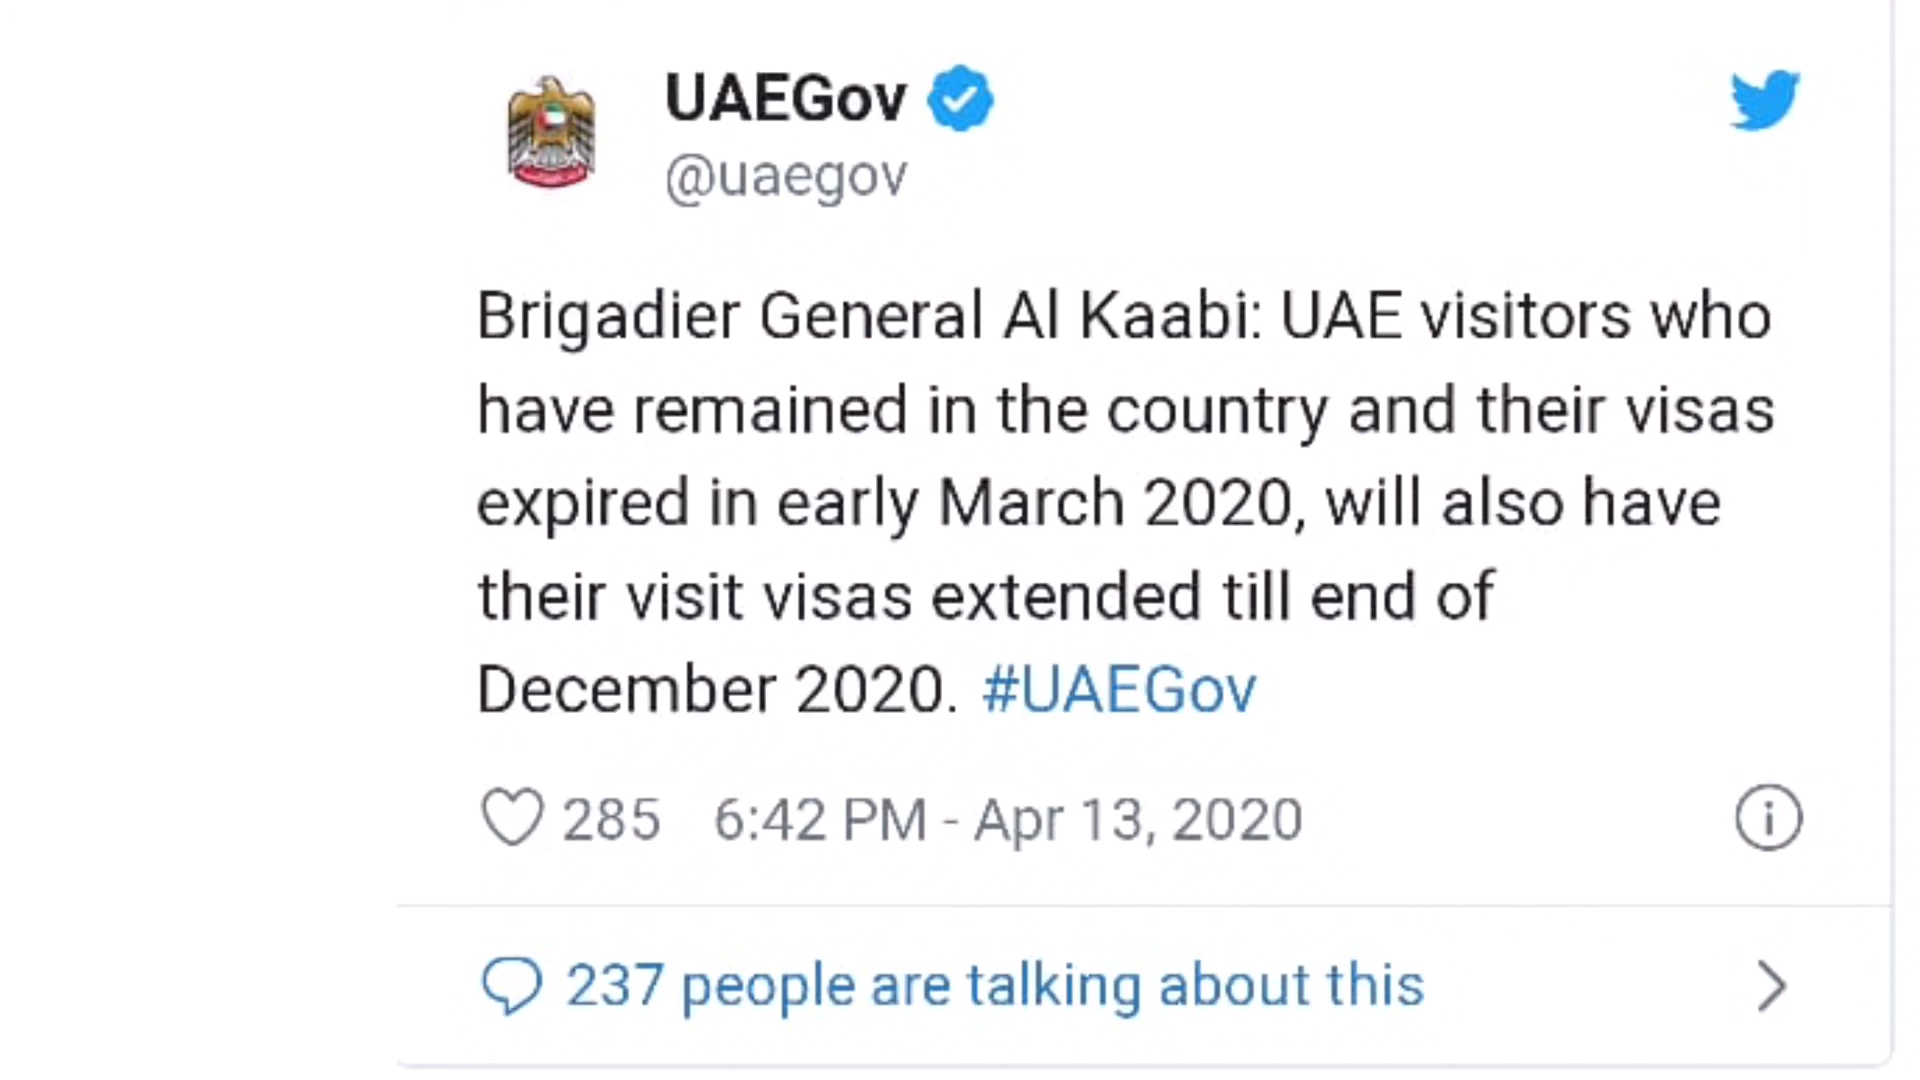 UAEGov
@uaegov
Brigadier General Al Kaabi: UAE visitors who
have remained in the country and their visas
expired in early March 2020, will also have
their visit visas extended till end of
December 2020. #UAEGov
285 6:42 PM - Apr 13, 2020
237 people are talking about this